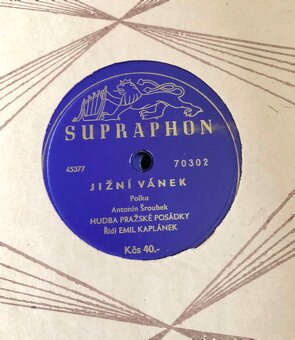 SUPRAPHON
45377 70302
JIŽNÍ VÁNEK
Polka
Antonín Šroubek
HUDBA PRAŽSKÉ POSÁDKY
Řídí EMIL KAPLÁNEK
Kčs 40.-